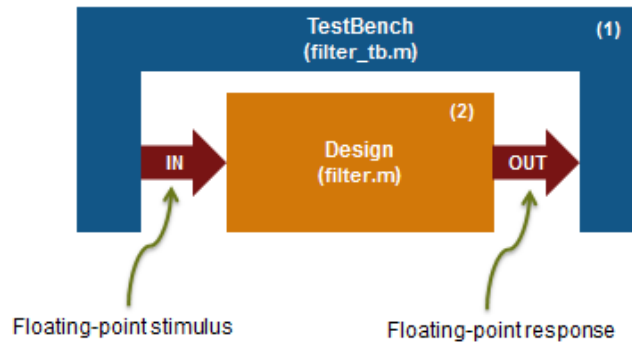 TestBench
(filter_tb.m)
(1)
(2)
Design
(filter.m)
IN
OUT
Floating-point stimulus
Floating-point response